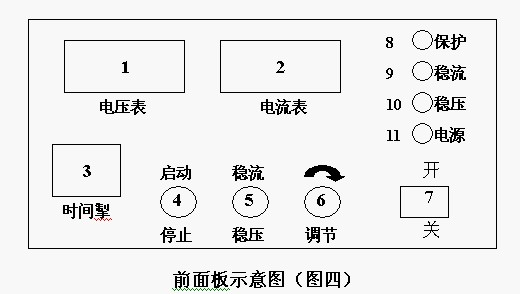 1
电压表
2
电流表
8 保护
9 稳流
10 稳压
11 电源
3
时间掣
启动
4
停止
稳流
5
稳压
6
调节
开
7
关
前面板示意图（图四）